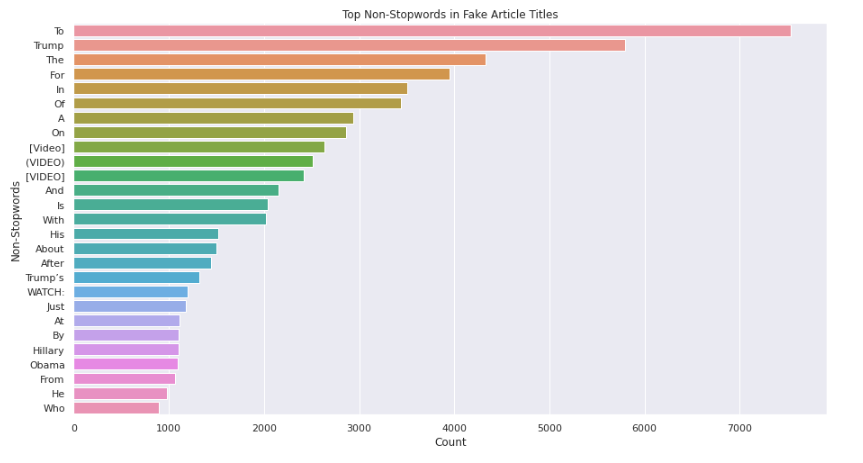 Top Non-Stopwords in Fake Article Titles
Non-Stopwords
To
Trump
The
For
In
Of
A
On
[Video]
(VIDEO)
[VIDEO]
And
Is
With
His
About
After
Trump’s
WATCH:
Just
At
By
Hillary
Obama
From
He
Who
0 1000 2000 3000 4000 5000 6000 7000
Count